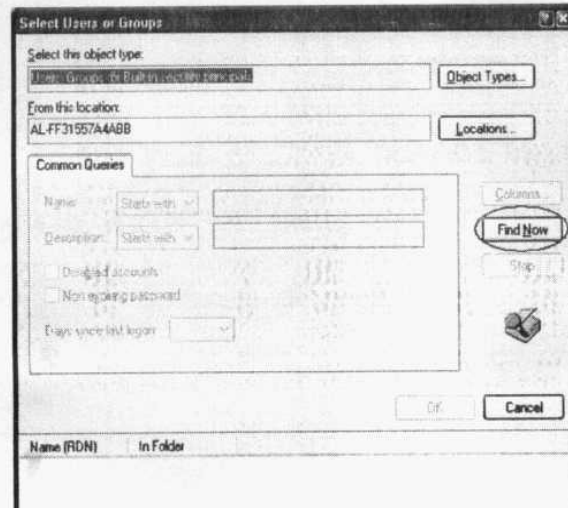 Select Users or Groups
Select this object type:
Users, Groups, or Built-in security principals
Object Types...
From this location:
AL-FF31557A4ABB
Locations...
Common Queries
Name: Starts with
Columns...
Description: Starts with
Find Now
Disabled accounts
Stop
Non expiring password
Days since last logon:
OK
Cancel
Name (RDN) In Folder